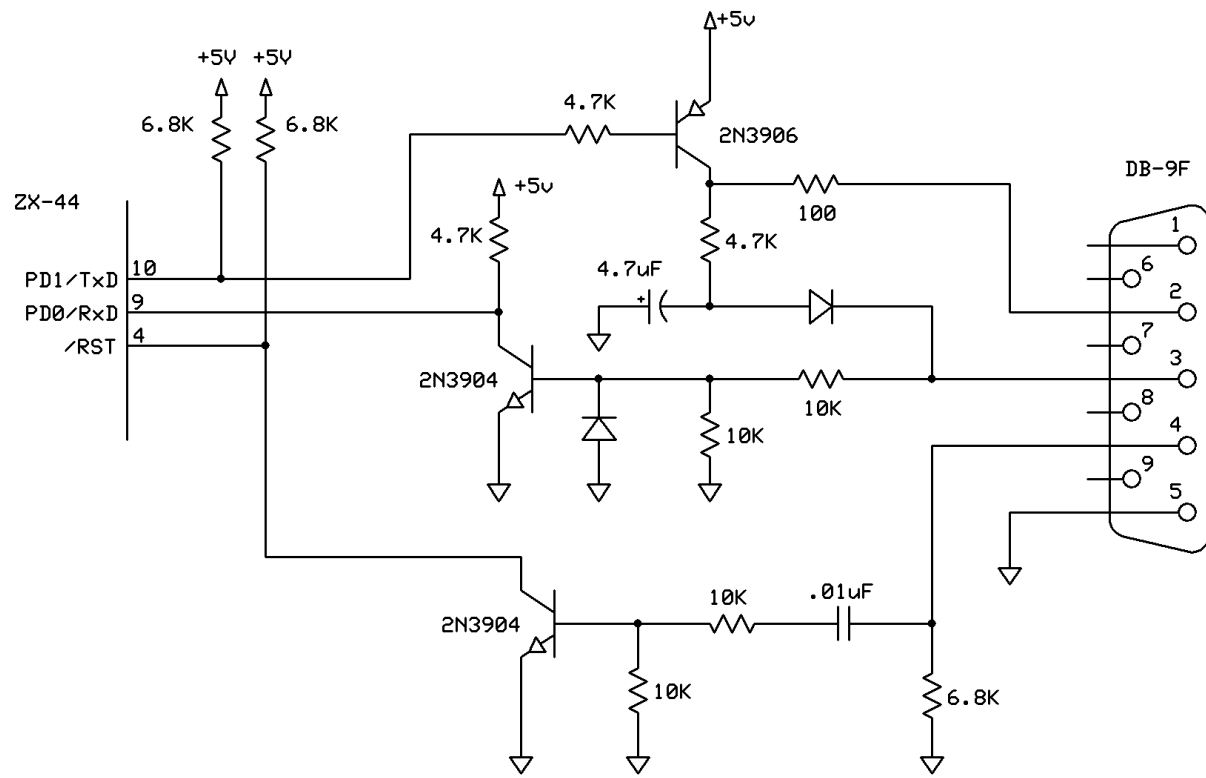 +5v
+5V +5V
6.8K
6.8K
4.7K
2N3906
DB-9F
ZX-44
+5v
100
4.7K
4.7K
4.7uF
PD1/TxD 10
PD0/RxD 9
/RST 4
2N3904
10K
10K
1
6
2
7
3
8
4
9
5
2N3904
10K
.01uF
10K
6.8K
+